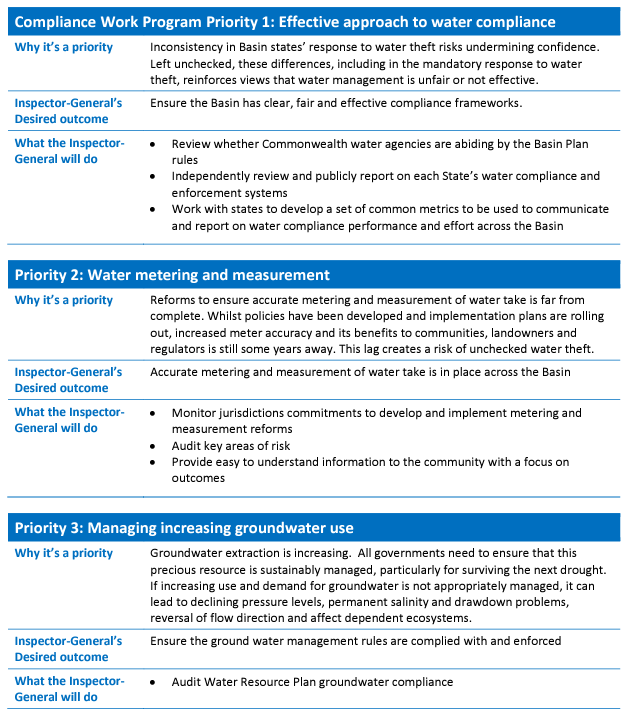 Compliance Work Program Priority 1: Effective approach to water compliance
Why it's a priority
Inconsistency in Basin states' response to water theft risks undermining confidence.
Left unchecked, these differences, including in the mandatory response to water
theft, reinforces views that water management is unfair or not effective.
Inspector-General's
Desired outcome
Ensure the Basin has clear, fair and effective compliance frameworks.
What the Inspector-
General will do
• Review whether Commonwealth water agencies are abiding by the Basin Plan
rules
• Independently review and publicly report on each State's water compliance and
enforcement systems
• Work with states to develop a set of common metrics to be used to communicate
and report on water compliance performance and effort across the Basin
Priority 2: Water metering and measurement
Why it's a priority
Reforms to ensure accurate metering and measurement of water take is far from
complete. Whilst policies have been developed and implementation plans are rolling
out, increased meter accuracy and its benefits to communities, landowners and
regulators is still some years away. This lag creates a risk of unchecked water theft.
Inspector-General's
Desired outcome
Accurate metering and measurement of water take is in place across the Basin
What the Inspector-
General will do
• Monitor jurisdictions commitments to develop and implement metering and
measurement reforms
• Audit key areas of risk
• Provide easy to understand information to the community with a focus on
outcomes
Priority 3: Managing increasing groundwater use
Why it's a priority
Groundwater extraction is increasing.  All governments need to ensure that this
precious resource is sustainably managed, particularly for surviving the next drought.
If increasing use and demand for groundwater is not appropriately managed, it can
lead to declining pressure levels, permanent salinity and drawdown problems,
reversal of flow direction and affect dependent ecosystems.
Inspector-General's
Desired outcome
Ensure the ground water management rules are complied with and enforced
What the Inspector-
General will do
• Audit Water Resource Plan groundwater compliance